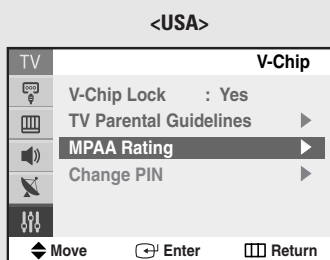 <USA>
TV V-Chip
V-Chip Lock : Yes
TV Parental Guidelines
MPAA Rating
Change PIN
Move Enter Return